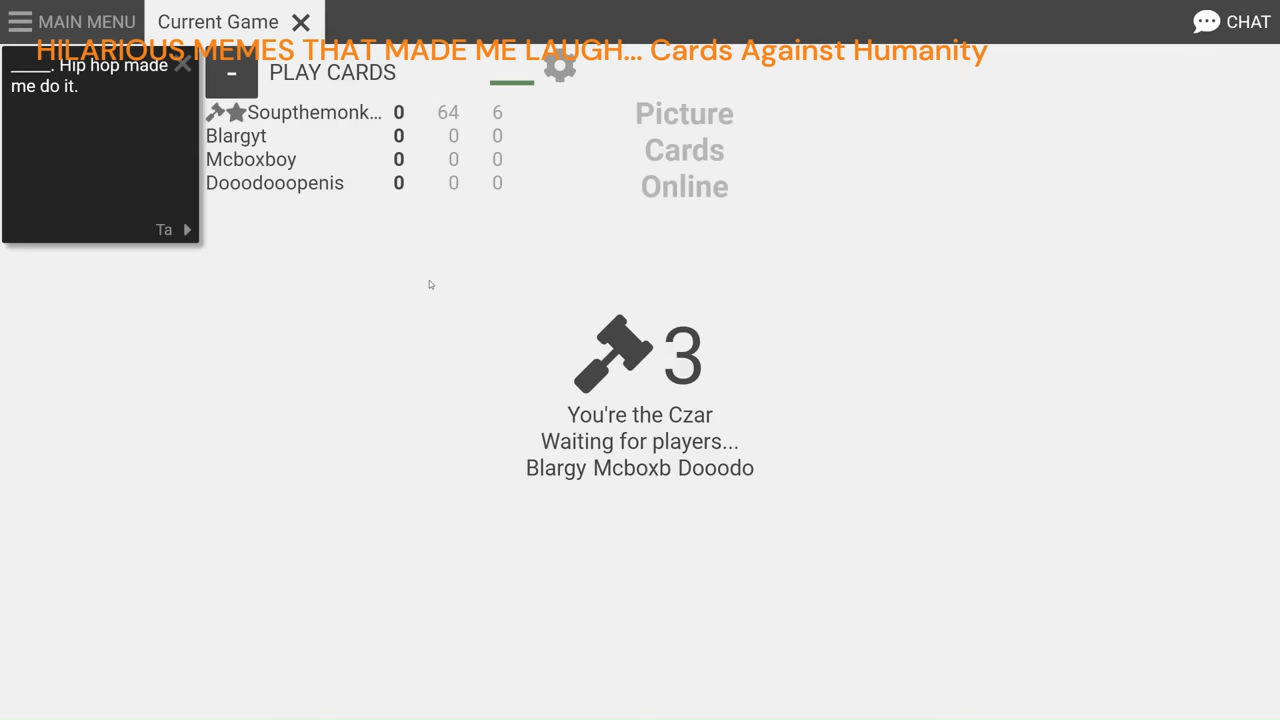 MAIN MENU
Current Game
CHAT
HILARIOUS MEMES THAT MADE ME LAUGH... Cards Against Humanity
_____. Hip hop made
me do it.
Ta
-
PLAY CARDS
Soupthemonk... 0 64 6
Blargyt 0 0 0
Mcboxboy 0 0 0
Dooodooopenis 0 0 0
Picture
Cards
Online
3
You're the Czar
Waiting for players...
Blargy Mcboxb Dooodo